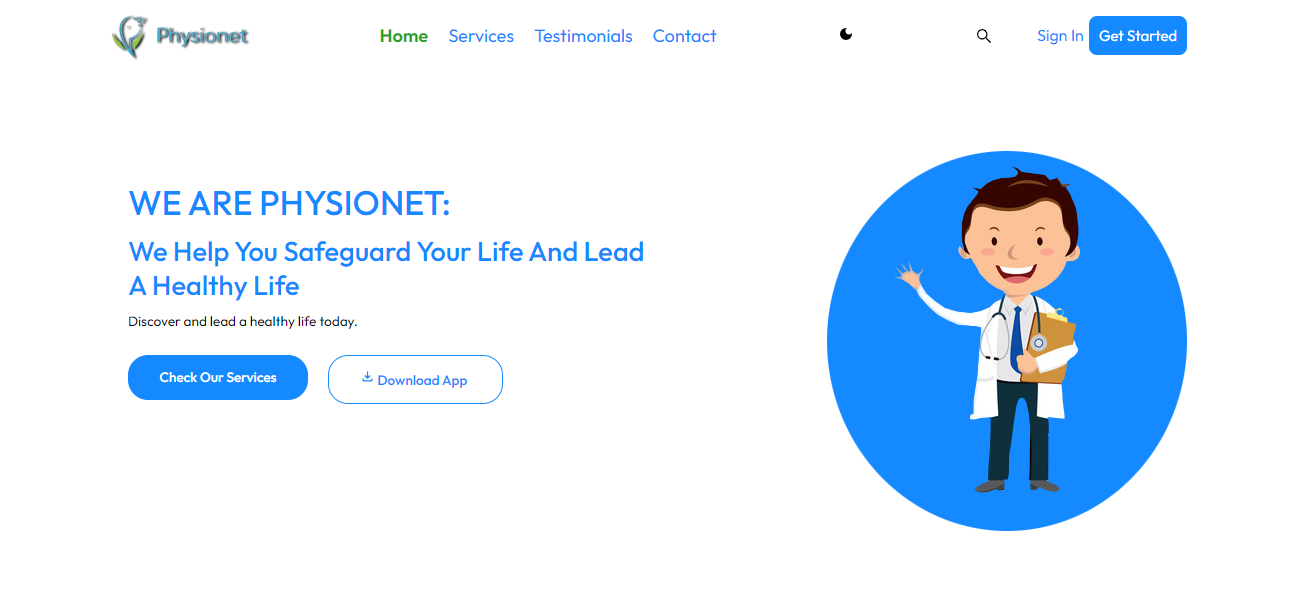 Physionet
Home Services Testimonials Contact
Sign In Get Started
WE ARE PHYSIONET:
We Help You Safeguard Your Life And Lead
A Healthy Life
Discover and lead a healthy life today.
Check Our Services
Download App